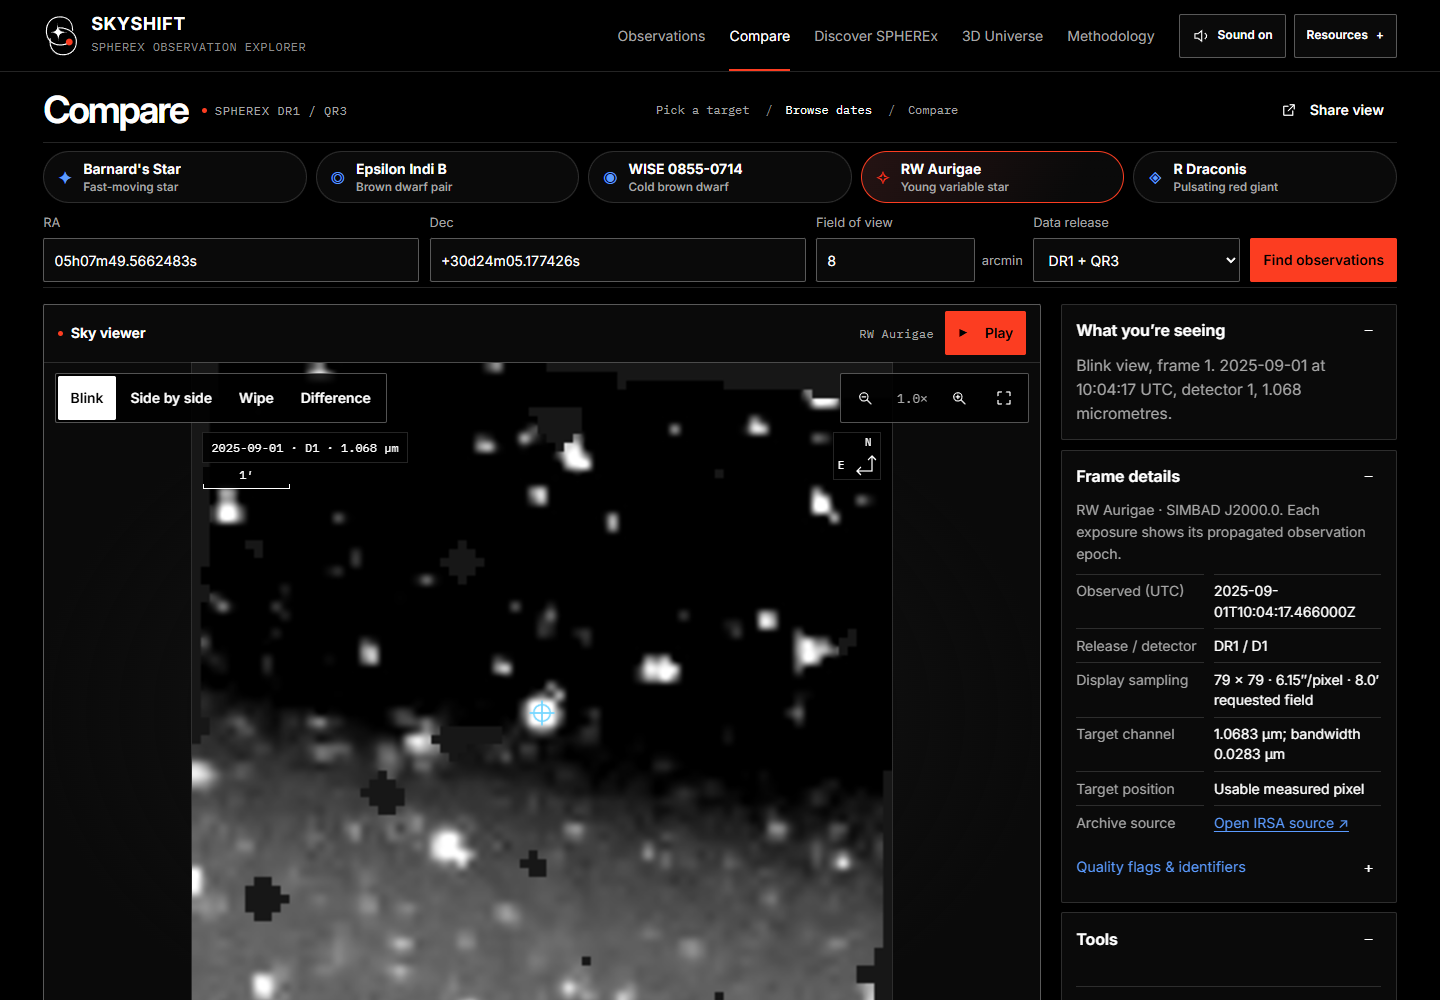 SKYSHIFT
SPHEREX OBSERVATION EXPLORER
Observations
Compare
Discover SPHEREx
3D Universe
Methodology
Sound on
Resources +
Compare
SPHEREX DR1 / QR3
Pick a target / Browse dates / Compare
Share view
Barnard's Star
Fast-moving star
Epsilon Indi B
Brown dwarf pair
WISE 0855-0714
Cold brown dwarf
RW Aurigae
Young variable star
R Draconis
Pulsating red giant
RA
Dec
Field of view
Data release
05h07m49.5662483s
+30d24m05.177426s
8
arcmin
DR1 + QR3
Find observations
Sky viewer
RW Aurigae
Play
Blink
Side by side
Wipe
Difference
1.0×
2025-09-01 · D1 · 1.068 µm
1′
N
E
What you’re seeing
Blink view, frame 1. 2025-09-01 at
10:04:17 UTC, detector 1, 1.068
micrometres.
Frame details
RW Aurigae · SIMBAD J2000.0. Each
exposure shows its propagated observation
epoch.
Observed (UTC)
2025-09-
01T10:04:17.466000Z
Release / detector
DR1 / D1
Display sampling
79 × 79 · 6.15″/pixel · 8.0′
requested field
Target channel
1.0683 µm; bandwidth
0.0283 µm
Target position
Usable measured pixel
Archive source
Open IRSA source ↗
Quality flags & identifiers +
Tools